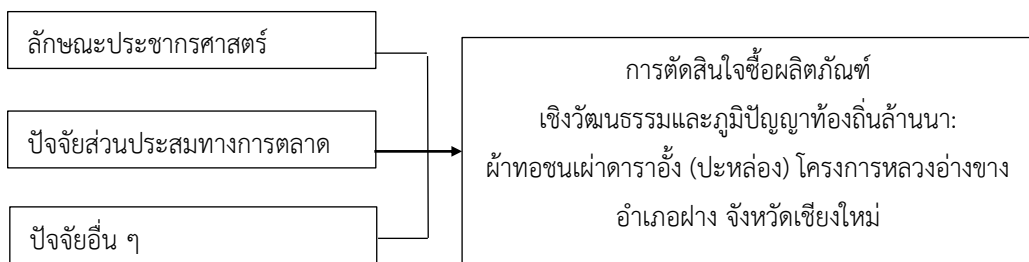 ลักษณะประชากรศาสตร์
ปัจจัยส่วนประสมทางการตลาด
ปัจจัยอื่น ๆ
การตัดสินใจซื้อผลิตภัณฑ์
เชิงวัฒนธรรมและภูมิปัญญาท้องถิ่นล้านนา:
ผ้าทอชนเผ่าดาราอั้ง (ปะหล่อง) โครงการหลวงอ่างขาง
อำเภอฝาง จังหวัดเชียงใหม่